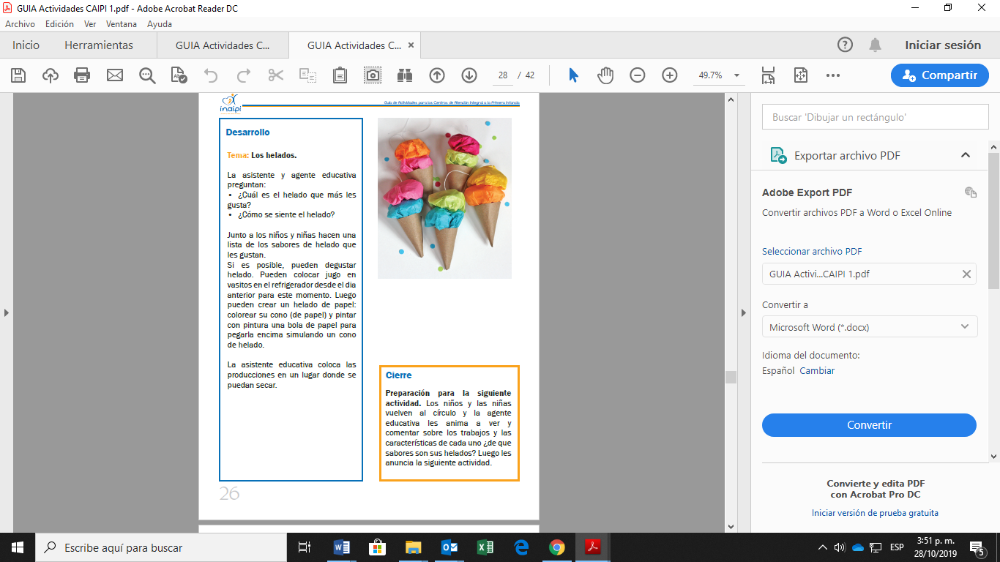 GUIA Actividades CAIPI 1.pdf - Adobe Acrobat Reader DC
Archivo Edición Ver Ventana Ayuda
Inicio Herramientas GUIA Actividades C... GUIA Actividades C... Iniciar sesión
28 / 42 49.7% Compartir
inaipi
Guía de Actividades para los Centros de Atención Integral a la Primera Infancia
Desarrollo
Tema: Los helados.
La asistente y agente educativa
preguntan:
• ¿Cuál es el helado que más les
gusta?
• ¿Cómo se siente el helado?
Junto a los niños y niñas hacen una
lista de los sabores de helado que
les gustan.
Si es posible, pueden degustar
helado. Pueden colocar jugo en
vasitos en el refrigerador desde el dia
anterior para este momento. Luego
pueden crear un helado de papel:
colorear su cono (de papel) y pintar
con pintura una bola de papel para
pegarla encima simulando un cono
de helado.
La asistente educativa coloca las
producciones en un lugar donde se
puedan secar.
Cierre
Preparación para la siguiente
actividad. Los niños y las niñas
vuelven al círculo y la agente
educativa les anima a ver y
comentar sobre los trabajos y las
características de cada uno ¿de que
sabores son sus helados? Luego les
anuncia la siguiente actividad.
26
Buscar 'Dibujar un rectángulo'
Exportar archivo PDF
Adobe Export PDF
Convertir archivos PDF a Word o Excel Online
Seleccionar archivo PDF
GUIA Activi...CAIPI 1.pdf
Convertir a
Microsoft Word (*.docx)
Idioma del documento:
Español Cambiar
Convertir
Convierte y edita PDF
con Acrobat Pro DC
Iniciar versión de prueba gratuita
Escribe aquí para buscar
ESP
3:51 p. m.
28/10/2019
5